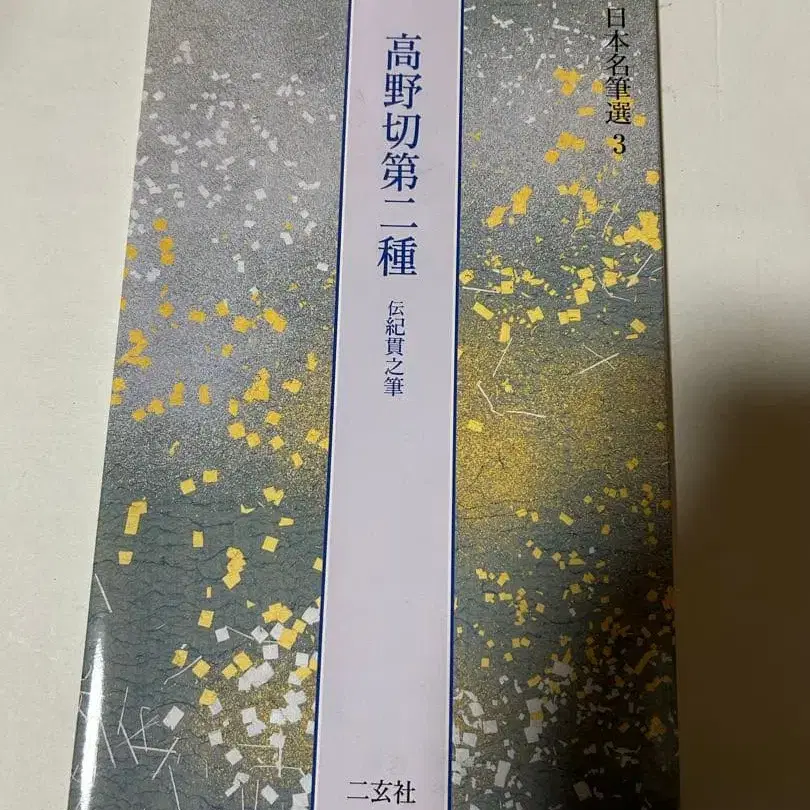 日本名筆選 3
高野切第二種
伝紀貫之筆
二玄社